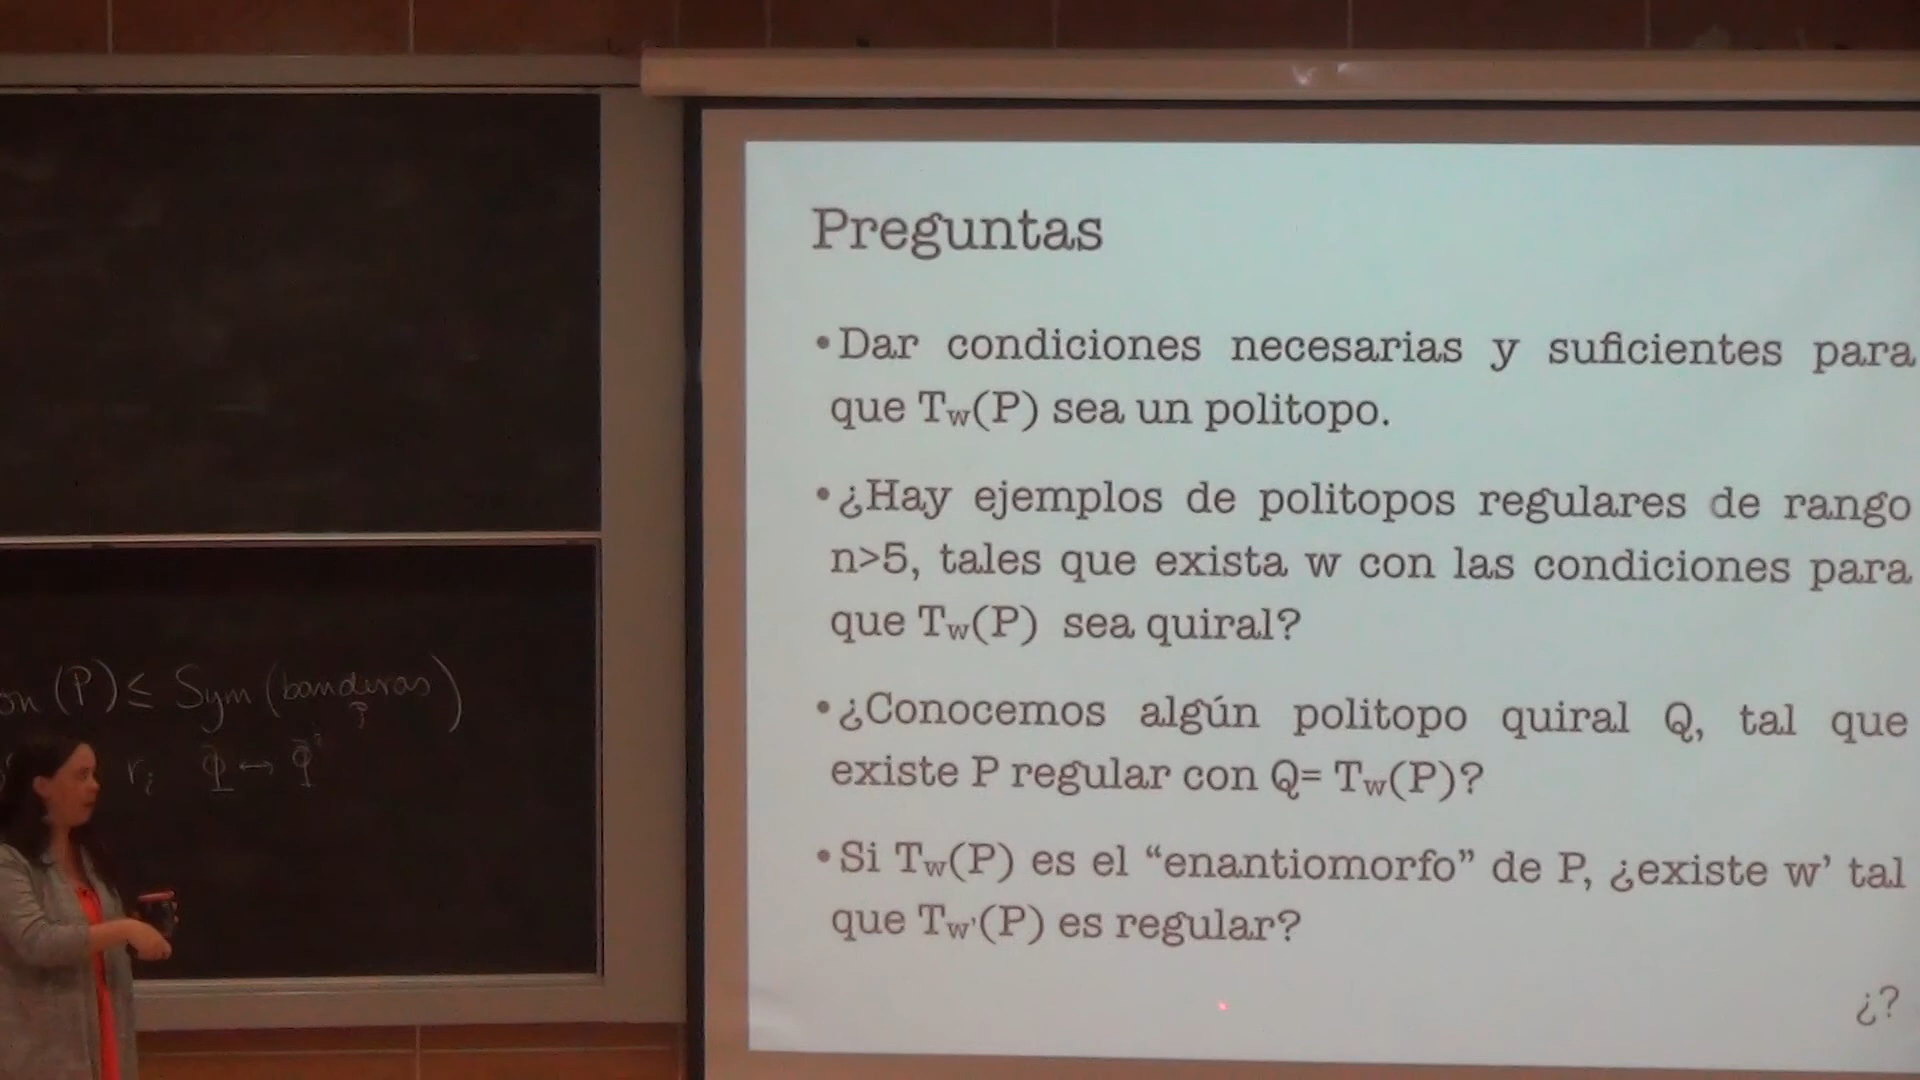 Preguntas
•Dar condiciones necesarias y suficientes para
que Tw(P) sea un politopo.
•¿Hay ejemplos de politopos regulares de rango
n>5, tales que exista w con las condiciones para
que Tw(P) sea quiral?
•¿Conocemos algún politopo quiral Q, tal que
existe P regular con Q= Tw(P)?
•Si Tw(P) es el “enantiomorfo” de P, ¿existe w’ tal
que Tw'(P) es regular?
¿?
on (P) ≤ Sym (banderas)
r_i Φ ↔ Φ^i